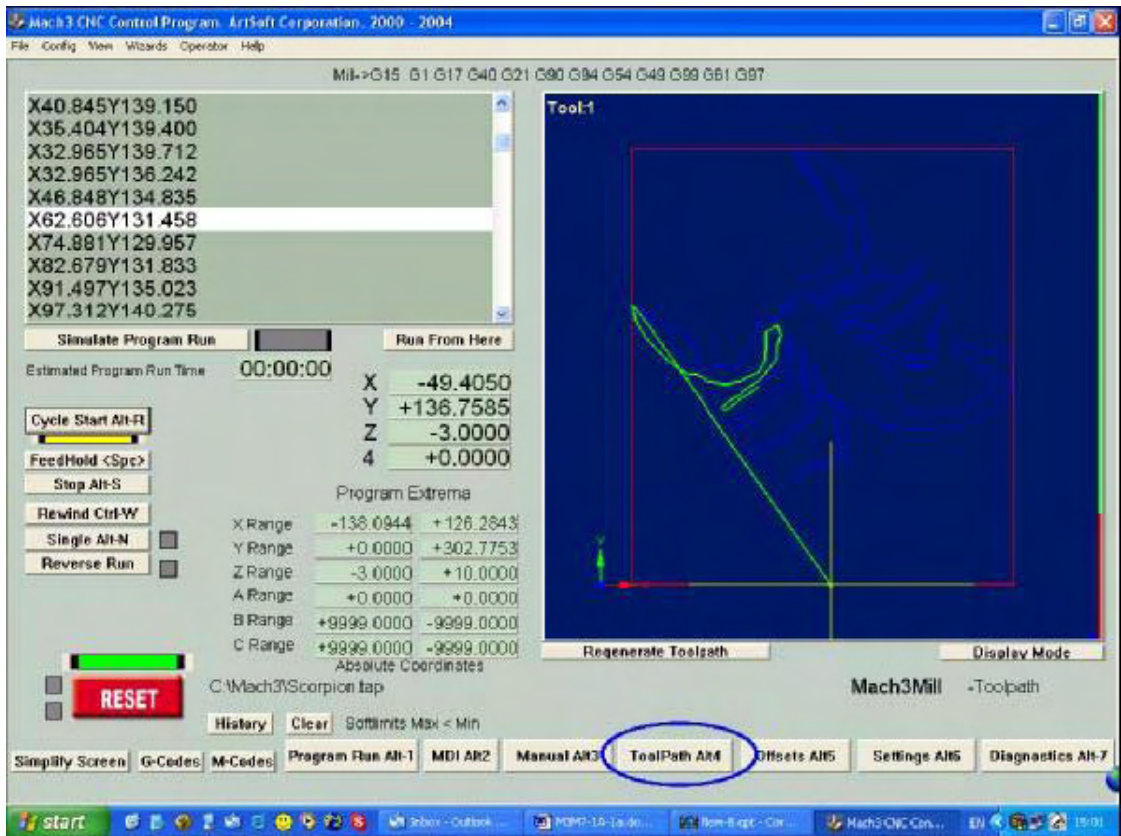 Mach3 CNC Control Program. ArtSoft Corporation. 2000 - 2004
File Config View Wizards Operator Help
Mill->G15 G1 G17 G40 G21 G90 G94 G54 G49 G99 G61 G97
X40.845Y139.150
X35.404Y139.400
X32.965Y139.712
X32.965Y136.242
X46.848Y134.835
X62.606Y131.458
X74.881Y129.957
X82.679Y131.833
X91.497Y135.023
X97.312Y140.275
Tool:1
Y
Simulate Program Run
Run From Here
Estimated Program Run Time 00:00:00
X -49.4050
Y +136.7585
Z -3.0000
4 +0.0000
Cycle Start Alt-R
FeedHold <Spc>
Stop Alt-S
Rewind Ctrl-W
Single Alt-N
Reverse Run
Program Extrema
X Range -138.0944 +126.2843
Y Range +0.0000 +302.7753
Z Range -3.0000 +10.0000
A Range +0.0000 +0.0000
B Range +9999.0000 -9999.0000
C Range +9999.0000 -9999.0000
Absolute Coordinates
Regenerate Toolpath
Display Mode
RESET
C:\Mach3\Scorpion.tap
Mach3Mill -Toolpath
History Clear Softlimits Max < Min
Simplify Screen G-Codes M-Codes Program Run Alt-1 MDI Alt2 Manual Alt3 ToolPath Alt4 Offsets Alt5 Settings Alt6 Diagnostics Alt-7
start Inbox - Outlook ... Mach3 CNC Con... EN 15:01